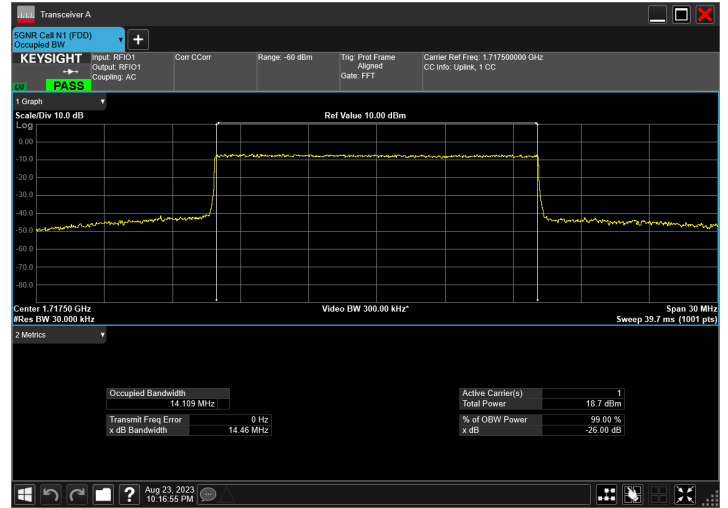 Transceiver A
5GNR Cell N1 (FDD)
Occupied BW
KEYSIGHT
LXI
PASS
Input: RFIO1
Output: RFIO1
Coupling: AC
Corr CCorr
Range: -60 dBm
Trig: Prot Frame
Aligned
Gate: FFT
Carrier Ref Freq: 1.717500000 GHz
CC Info: Uplink, 1 CC
1 Graph
Scale/Div 10.0 dB
Ref Value 10.00 dBm
Log
0.00
-10.0
-20.0
-30.0
-40.0
-50.0
-60.0
-70.0
-80.0
Center 1.71750 GHz
Video BW 300.00 kHz*
Span 30 MHz
#Res BW 30.000 kHz
Sweep 39.7 ms (1001 pts)
2 Metrics
Occupied Bandwidth
14.109 MHz
Transmit Freq Error 0 Hz
x dB Bandwidth 14.46 MHz
Active Carrier(s) 1
Total Power 18.7 dBm
% of OBW Power 99.00 %
x dB -26.00 dB
Aug 23, 2023
10:16:55 PM